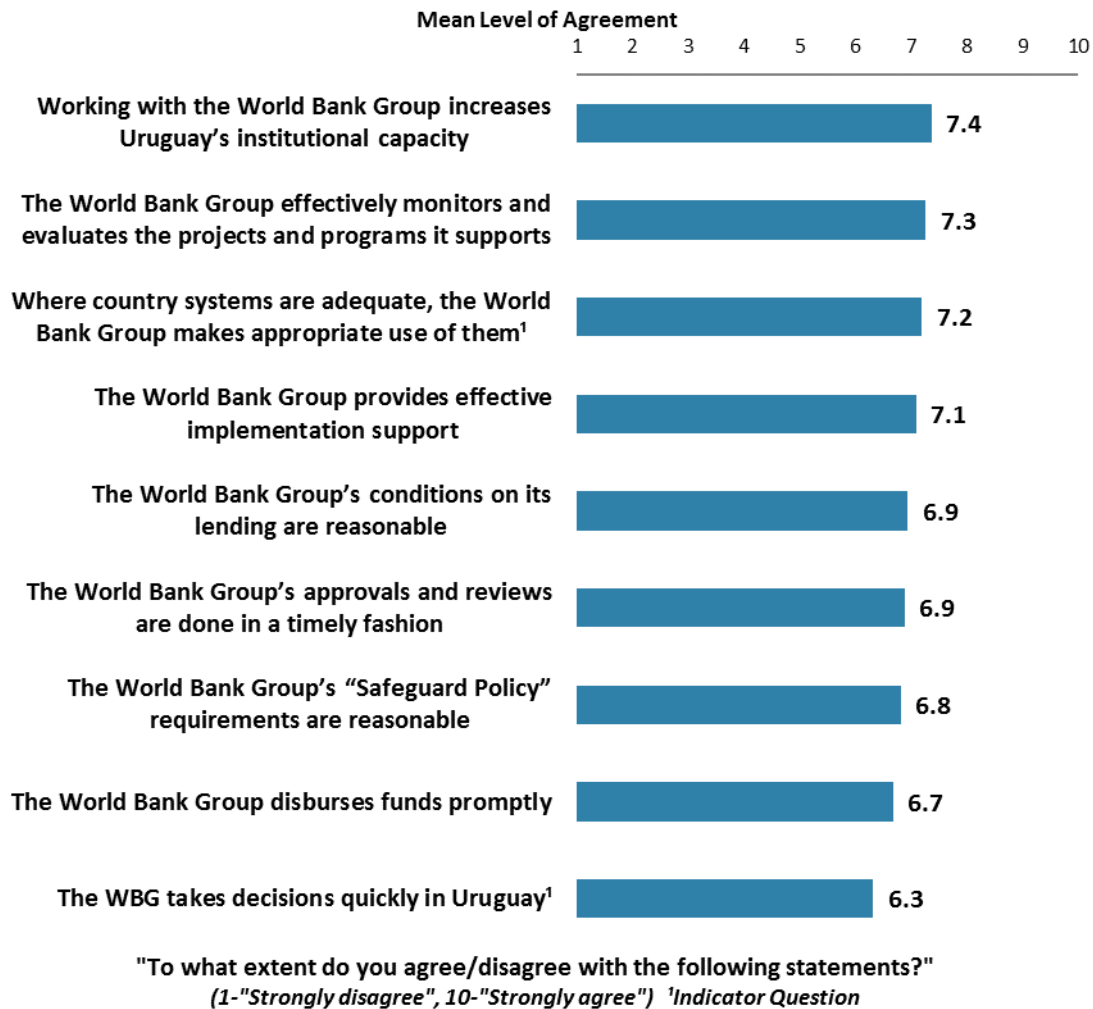 Mean Level of Agreement
1 2 3 4 5 6 7 8 9 10
Working with the World Bank Group increases
Uruguay’s institutional capacity
7.4
The World Bank Group effectively monitors and
evaluates the projects and programs it supports
7.3
Where country systems are adequate, the World
Bank Group makes appropriate use of them¹
7.2
The World Bank Group provides effective
implementation support
7.1
The World Bank Group’s conditions on its
lending are reasonable
6.9
The World Bank Group’s approvals and reviews
are done in a timely fashion
6.9
The World Bank Group’s “Safeguard Policy”
requirements are reasonable
6.8
The World Bank Group disburses funds promptly
6.7
The WBG takes decisions quickly in Uruguay¹
6.3
"To what extent do you agree/disagree with the following statements?"
(1-"Strongly disagree", 10-"Strongly agree") ¹Indicator Question